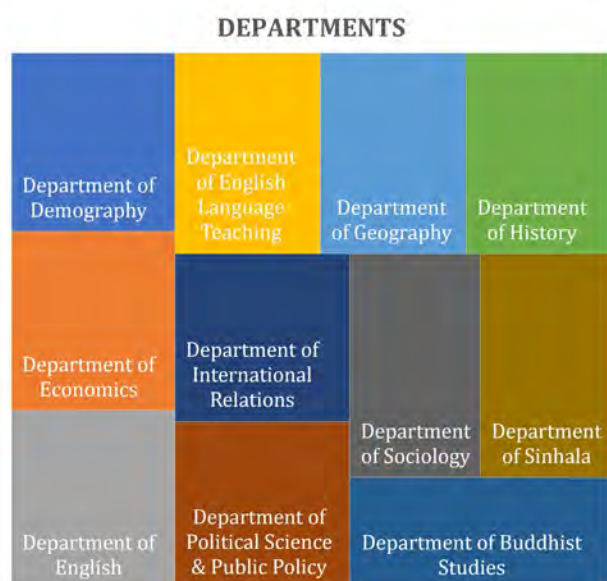 DEPARTMENTS
Department of
Demography
Department
of English
Language
Teaching
Department
of Geography
Department
of History
Department of
Economics
Department of
International
Relations
Department
of Sociology
Department
of Sinhala
Department of
English
Department of
Political Science
& Public Policy
Department of Buddhist
Studies